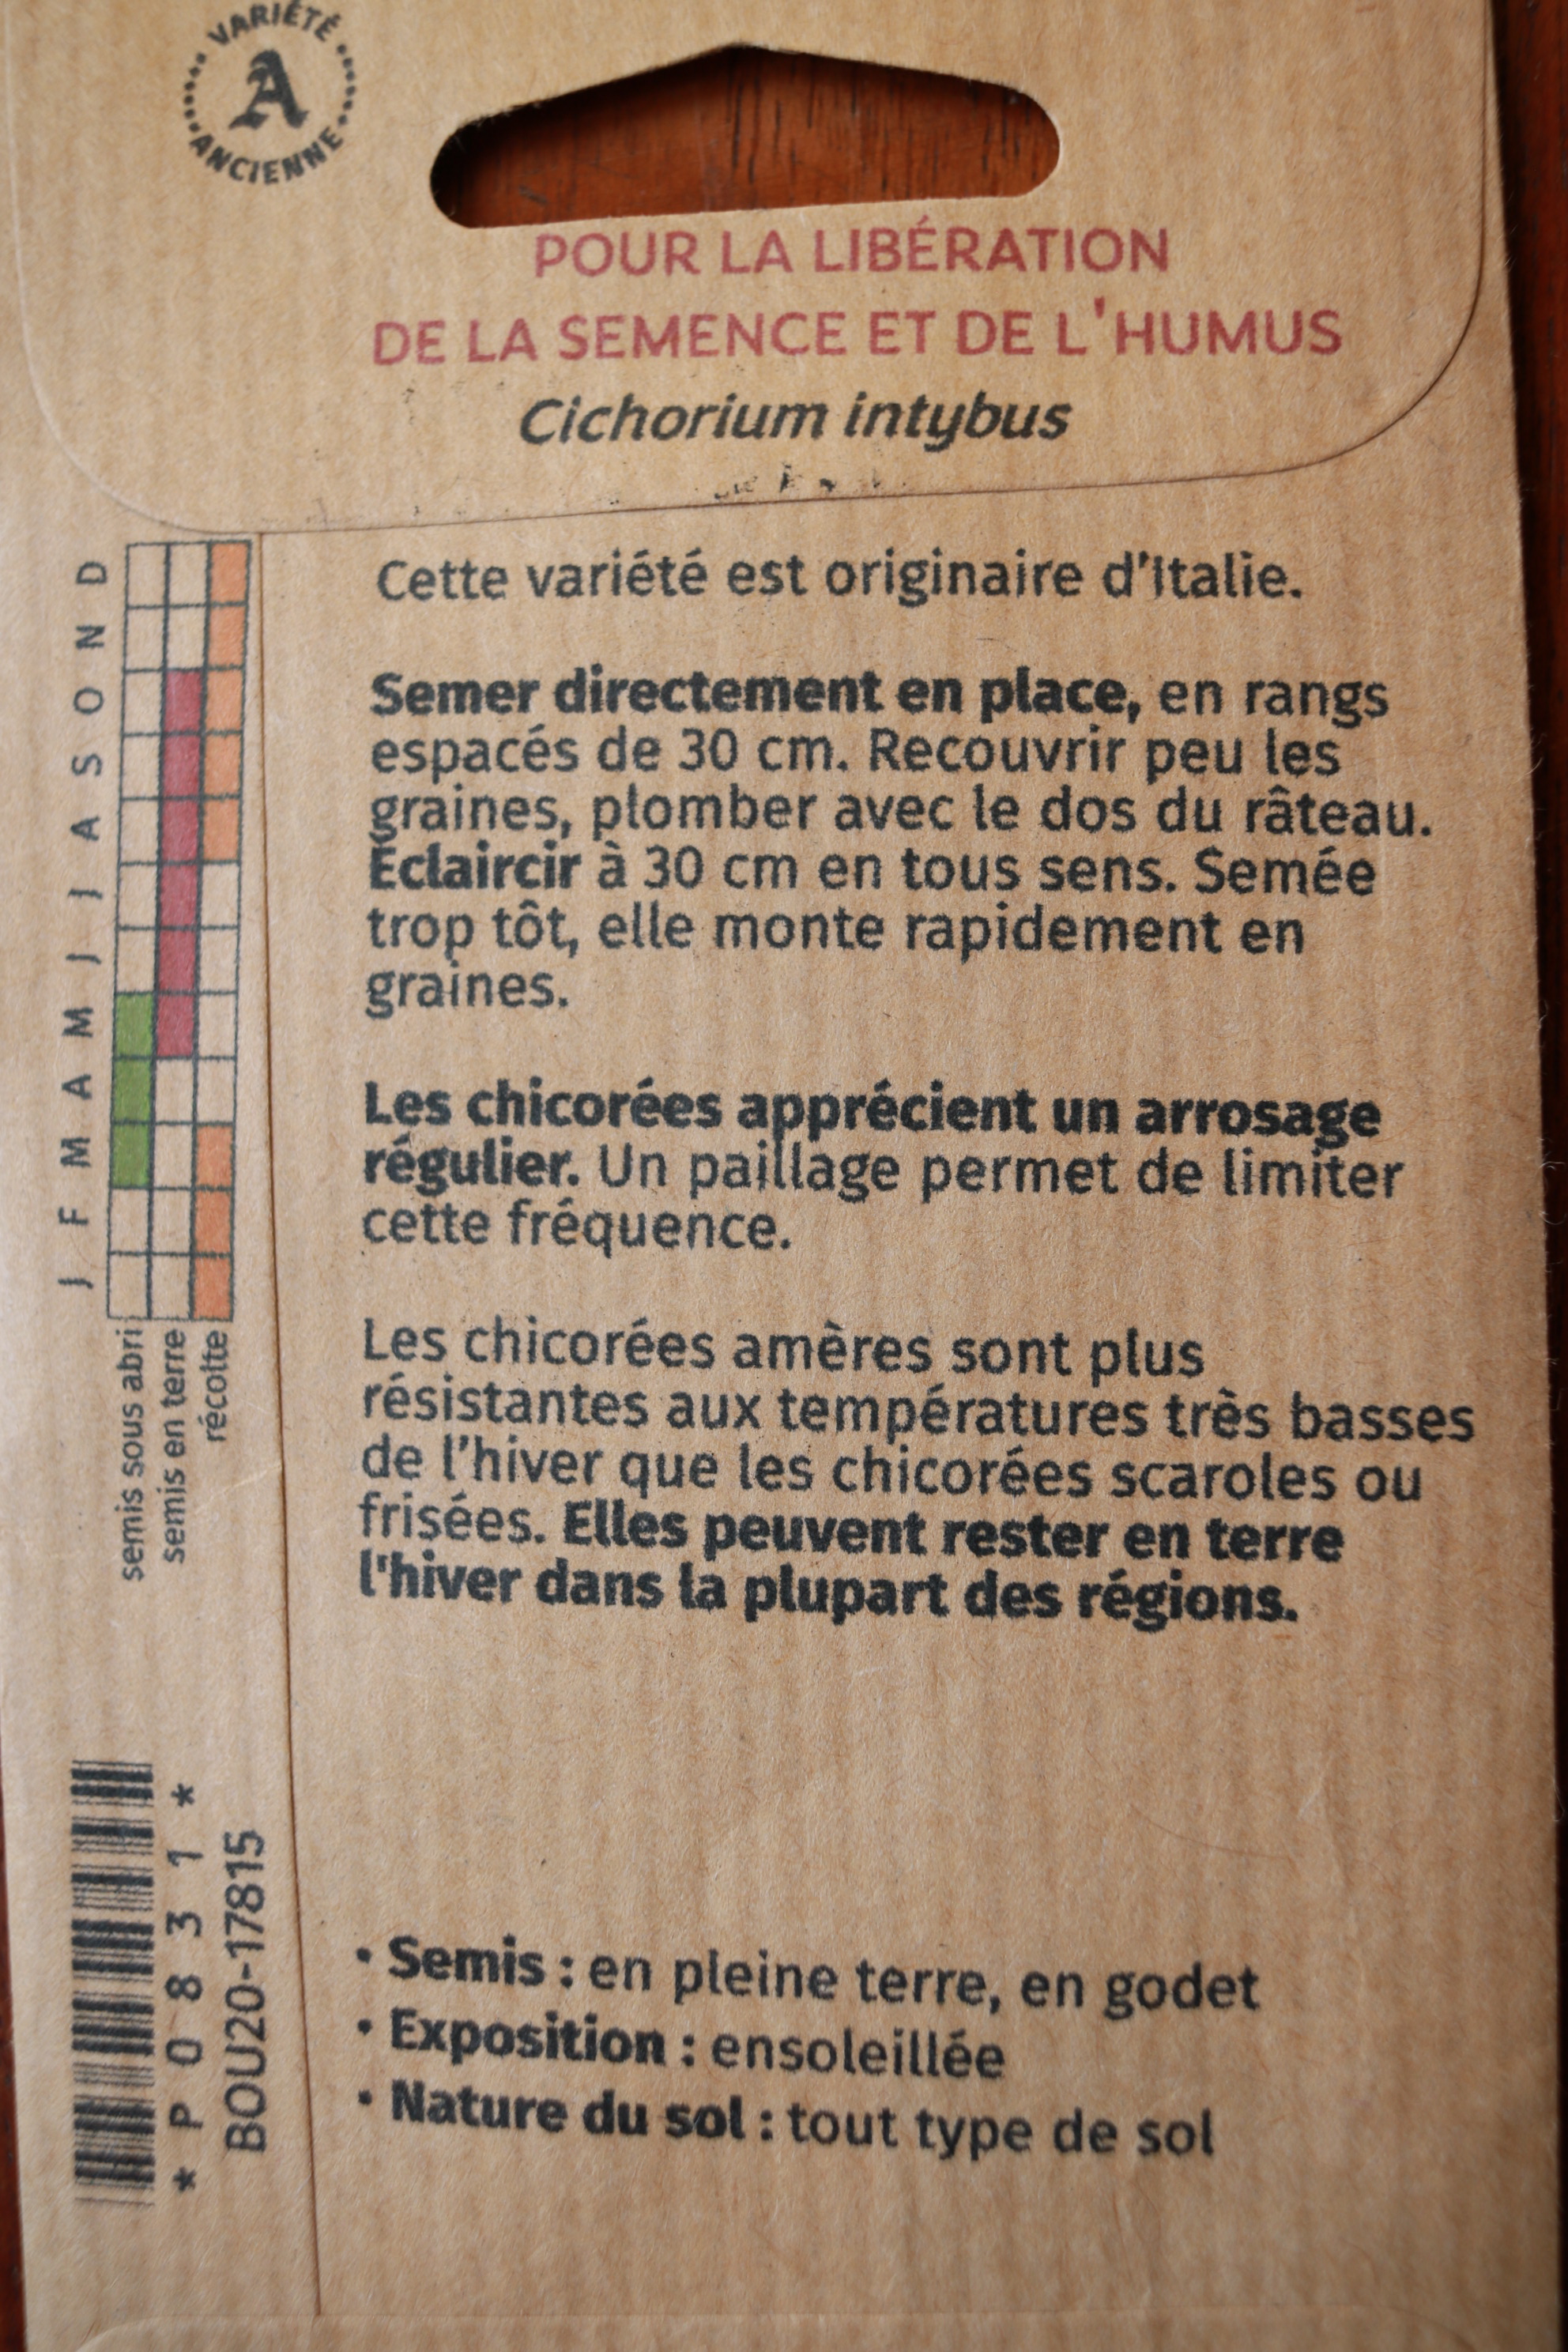 VARIÉTÉ
A
ANCIENNE
POUR LA LIBÉRATION
DE LA SEMENCE ET DE L'HUMUS
Cichorium intybus
Cette variété est originaire d'Italie.
Semer directement en place, en rangs
espacés de 30 cm. Recouvrir peu les
graines, plomber avec le dos du râteau.
Éclaircir à 30 cm en tous sens. Semée
trop tôt, elle monte rapidement en
graines.
Les chicorées apprécient un arrosage
régulier. Un paillage permet de limiter
cette fréquence.
Les chicorées amères sont plus
résistantes aux températures très basses
de l'hiver que les chicorées scaroles ou
frisées. Elles peuvent rester en terre
l'hiver dans la plupart des régions.
• Semis : en pleine terre, en godet
• Exposition : ensoleillée
• Nature du sol : tout type de sol
J F M A M J J A S O N D
semis sous abri
semis en terre
récolte
* P 0 8 3 1 *
BOU20-17815